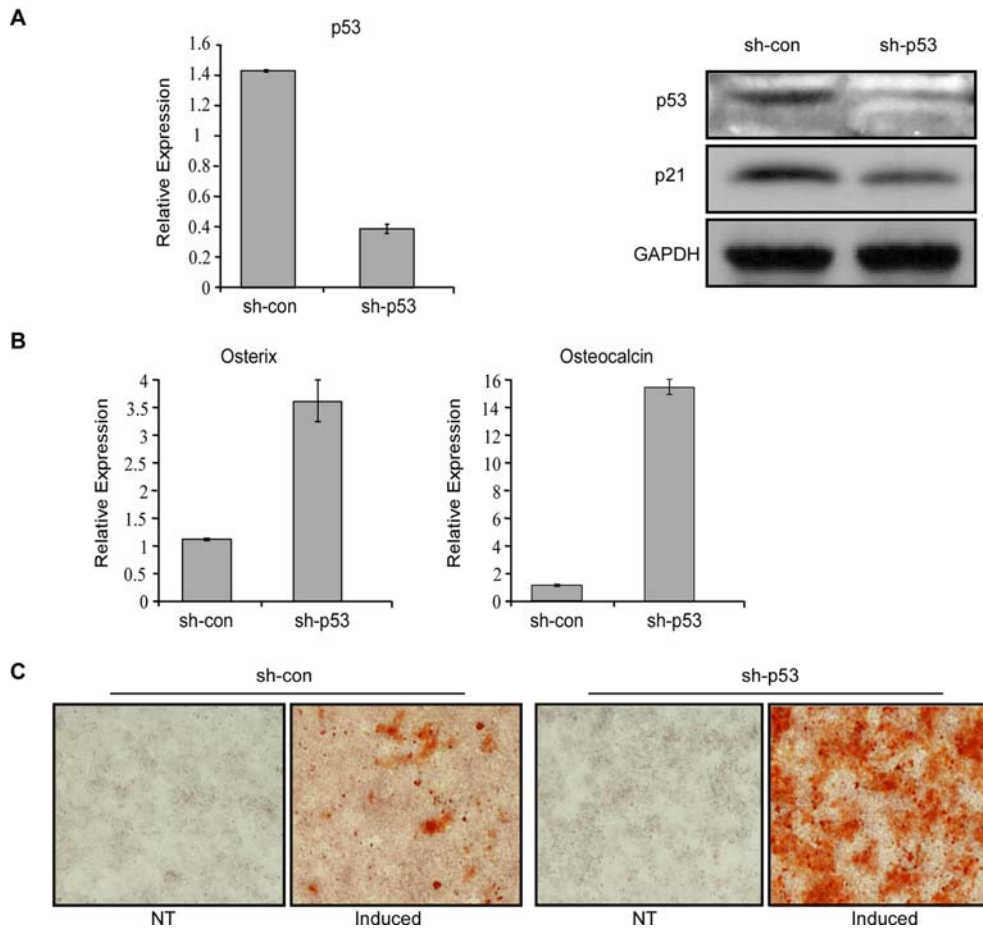 A
p53
Relative Expression
1.6
1.4
1.2
1
0.8
0.6
0.4
0.2
0
sh-con
sh-p53
sh-con
sh-p53
p53
p21
GAPDH
B
Osterix
Relative Expression
4
3.5
3
2.5
2
1.5
1
0.5
0
sh-con
sh-p53
Osteocalcin
Relative Expression
16
14
12
10
8
6
4
2
0
sh-con
sh-p53
C
sh-con
sh-p53
NT
Induced
NT
Induced